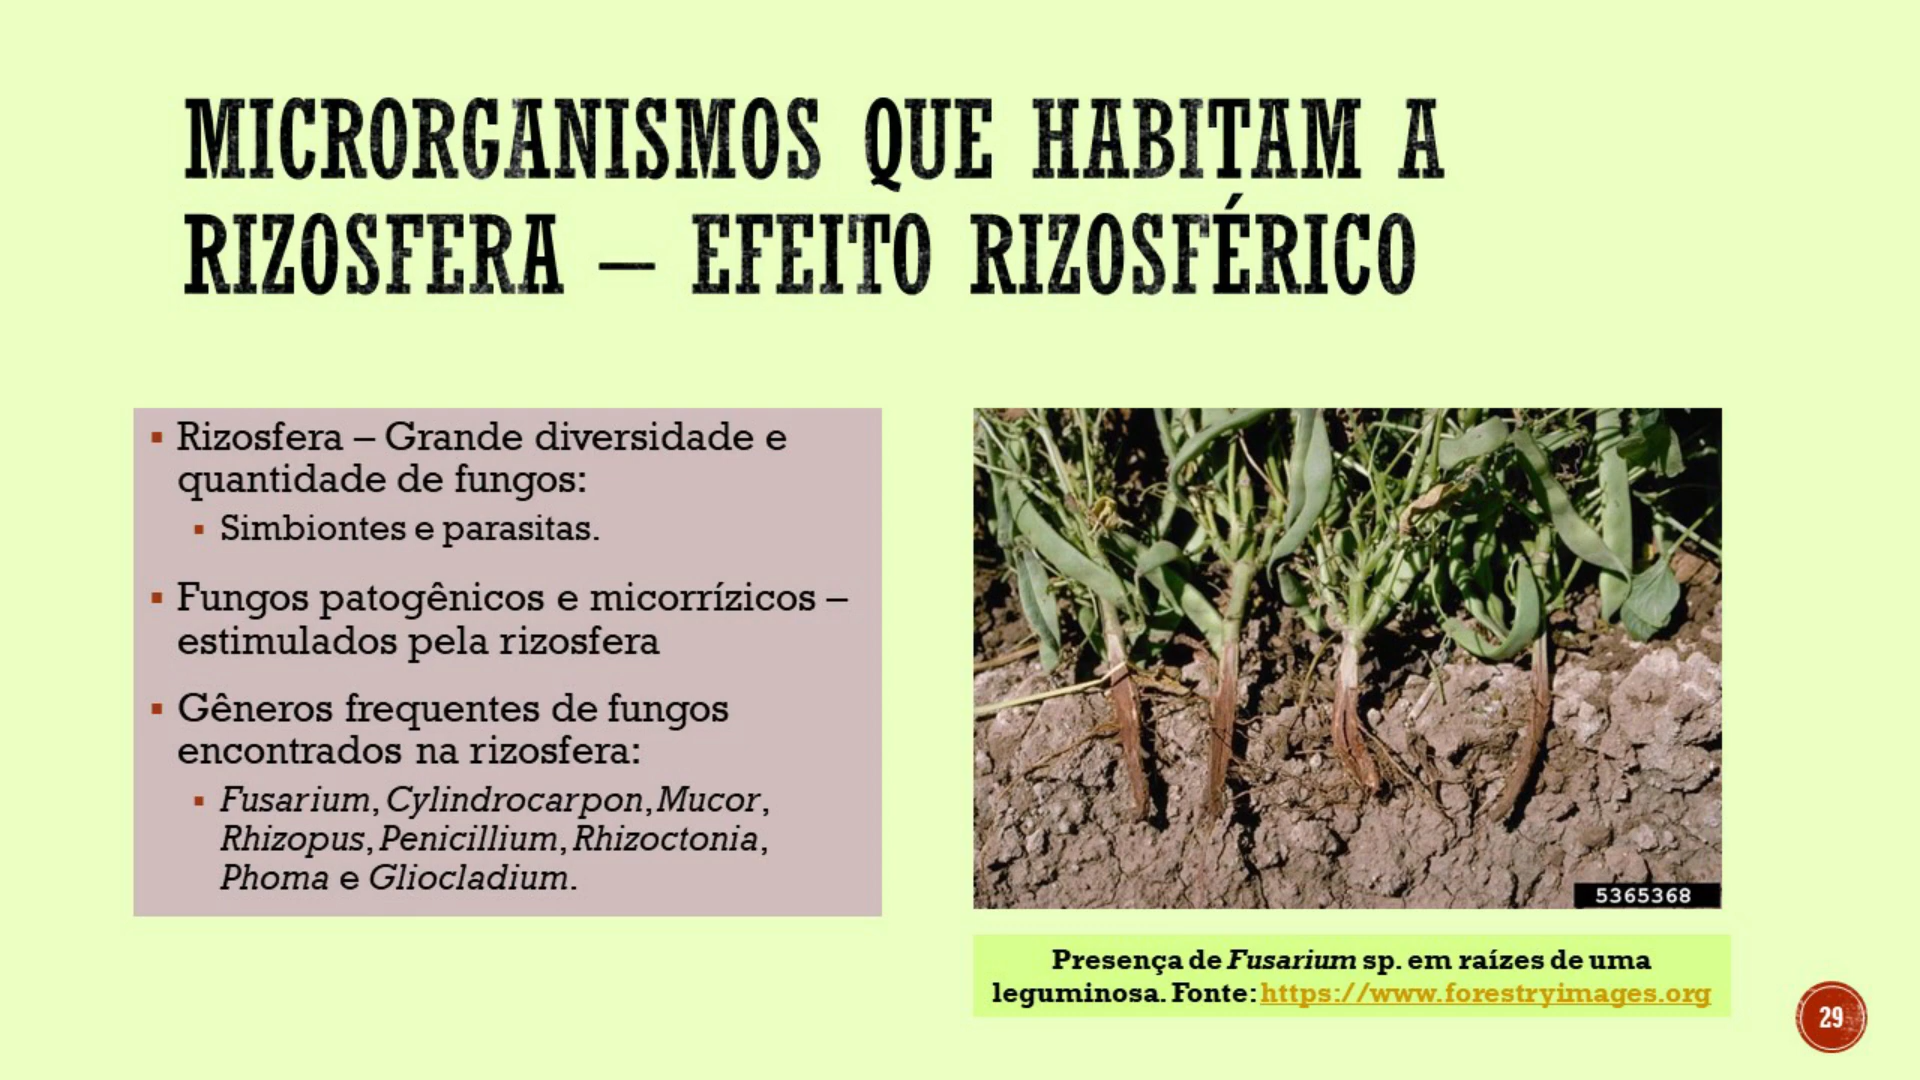 MICRORGANISMOS QUE HABITAM A
RIZOSFERA – EFEITO RIZOSFÉRICO
▪ Rizosfera – Grande diversidade e
quantidade de fungos:
▪ Simbiontes e parasitas.
▪ Fungos patogênicos e micorrízicos –
estimulados pela rizosfera
▪ Gêneros frequentes de fungos
encontrados na rizosfera:
▪ Fusarium, Cylindrocarpon, Mucor,
Rhizopus, Penicillium, Rhizoctonia,
Phoma e Gliocladium.
5365368
Presença de Fusarium sp. em raízes de uma
leguminosa. Fonte: https://www.forestryimages.org
29